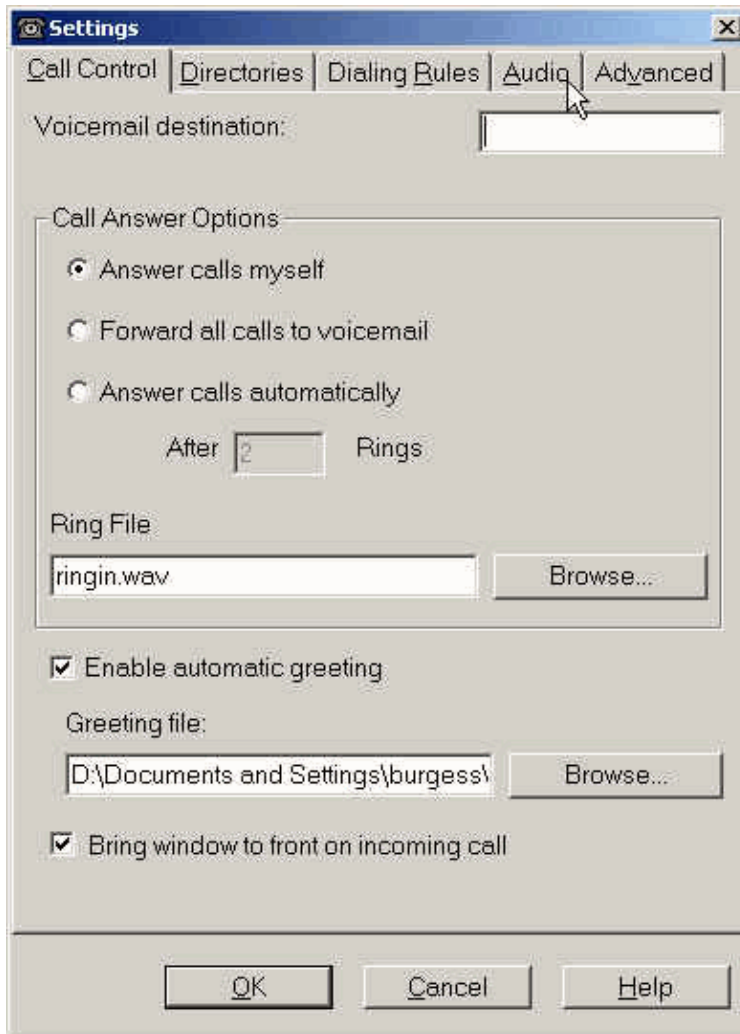 Settings
Call Control Directories Dialing Rules Audio Advanced
Voicemail destination:
Call Answer Options
Answer calls myself
Forward all calls to voicemail
Answer calls automatically
After 2 Rings
Ring File
ringin.wav Browse...
Enable automatic greeting
Greeting file:
D:\Documents and Settings\burgess\ Browse...
Bring window to front on incoming call
OK Cancel Help